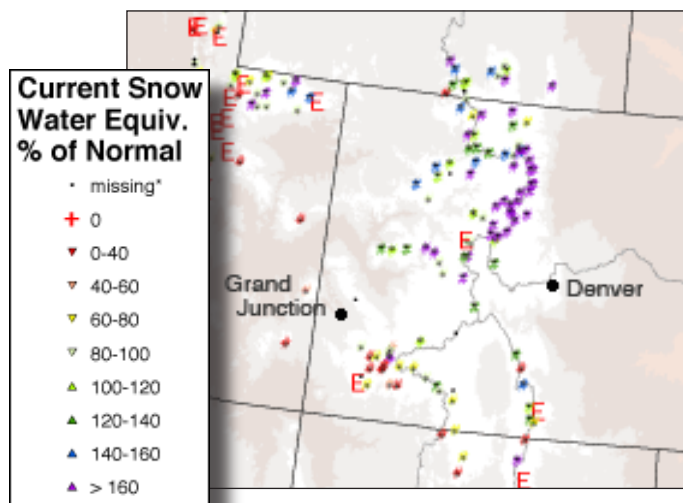 Current Snow
Water Equiv.
% of Normal
missing*
0
0-40
40-60
60-80
80-100
100-120
120-140
140-160
> 160
E
E
E
E
E
E
E
E
E
Grand
Junction
Denver
E
E
E